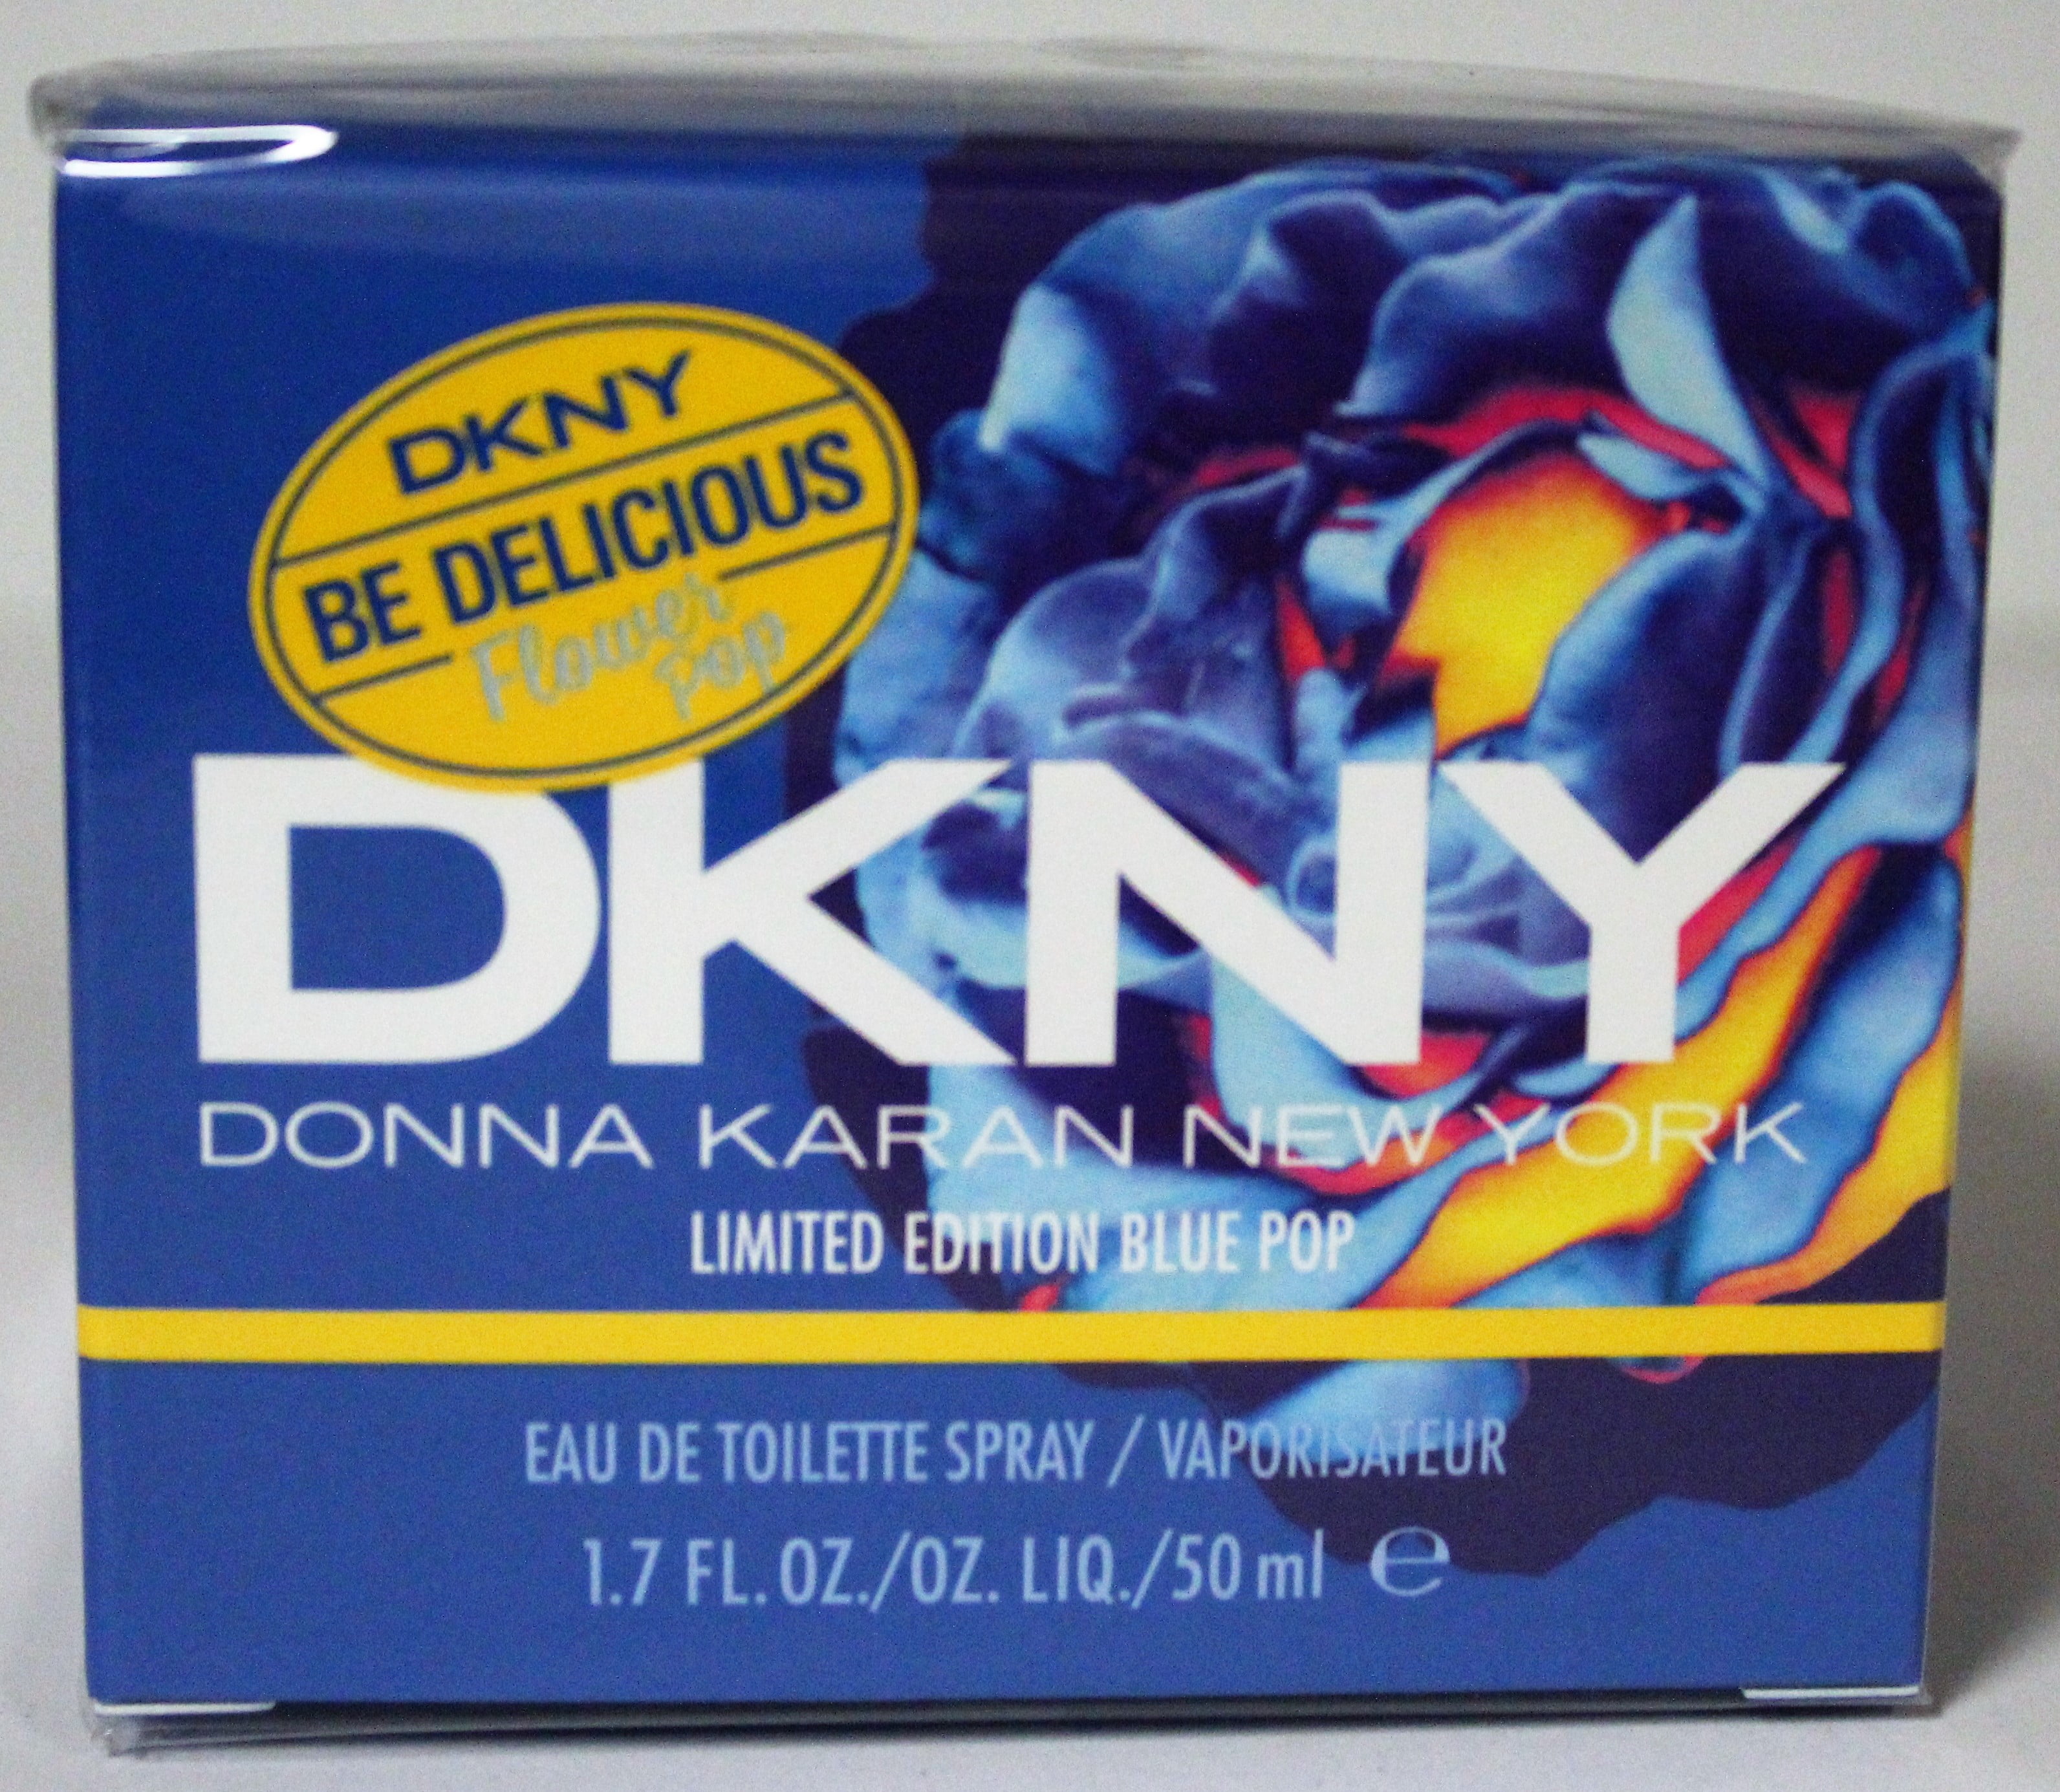 DKNY
BE DELICIOUS
Flower
Pop
DKNY
DONNA KARAN NEW YORK
LIMITED EDITION BLUE POP
EAU DE TOILETTE SPRAY / VAPORISATEUR
1.7 FL. OZ./OZ. LIQ./50 ml ℮